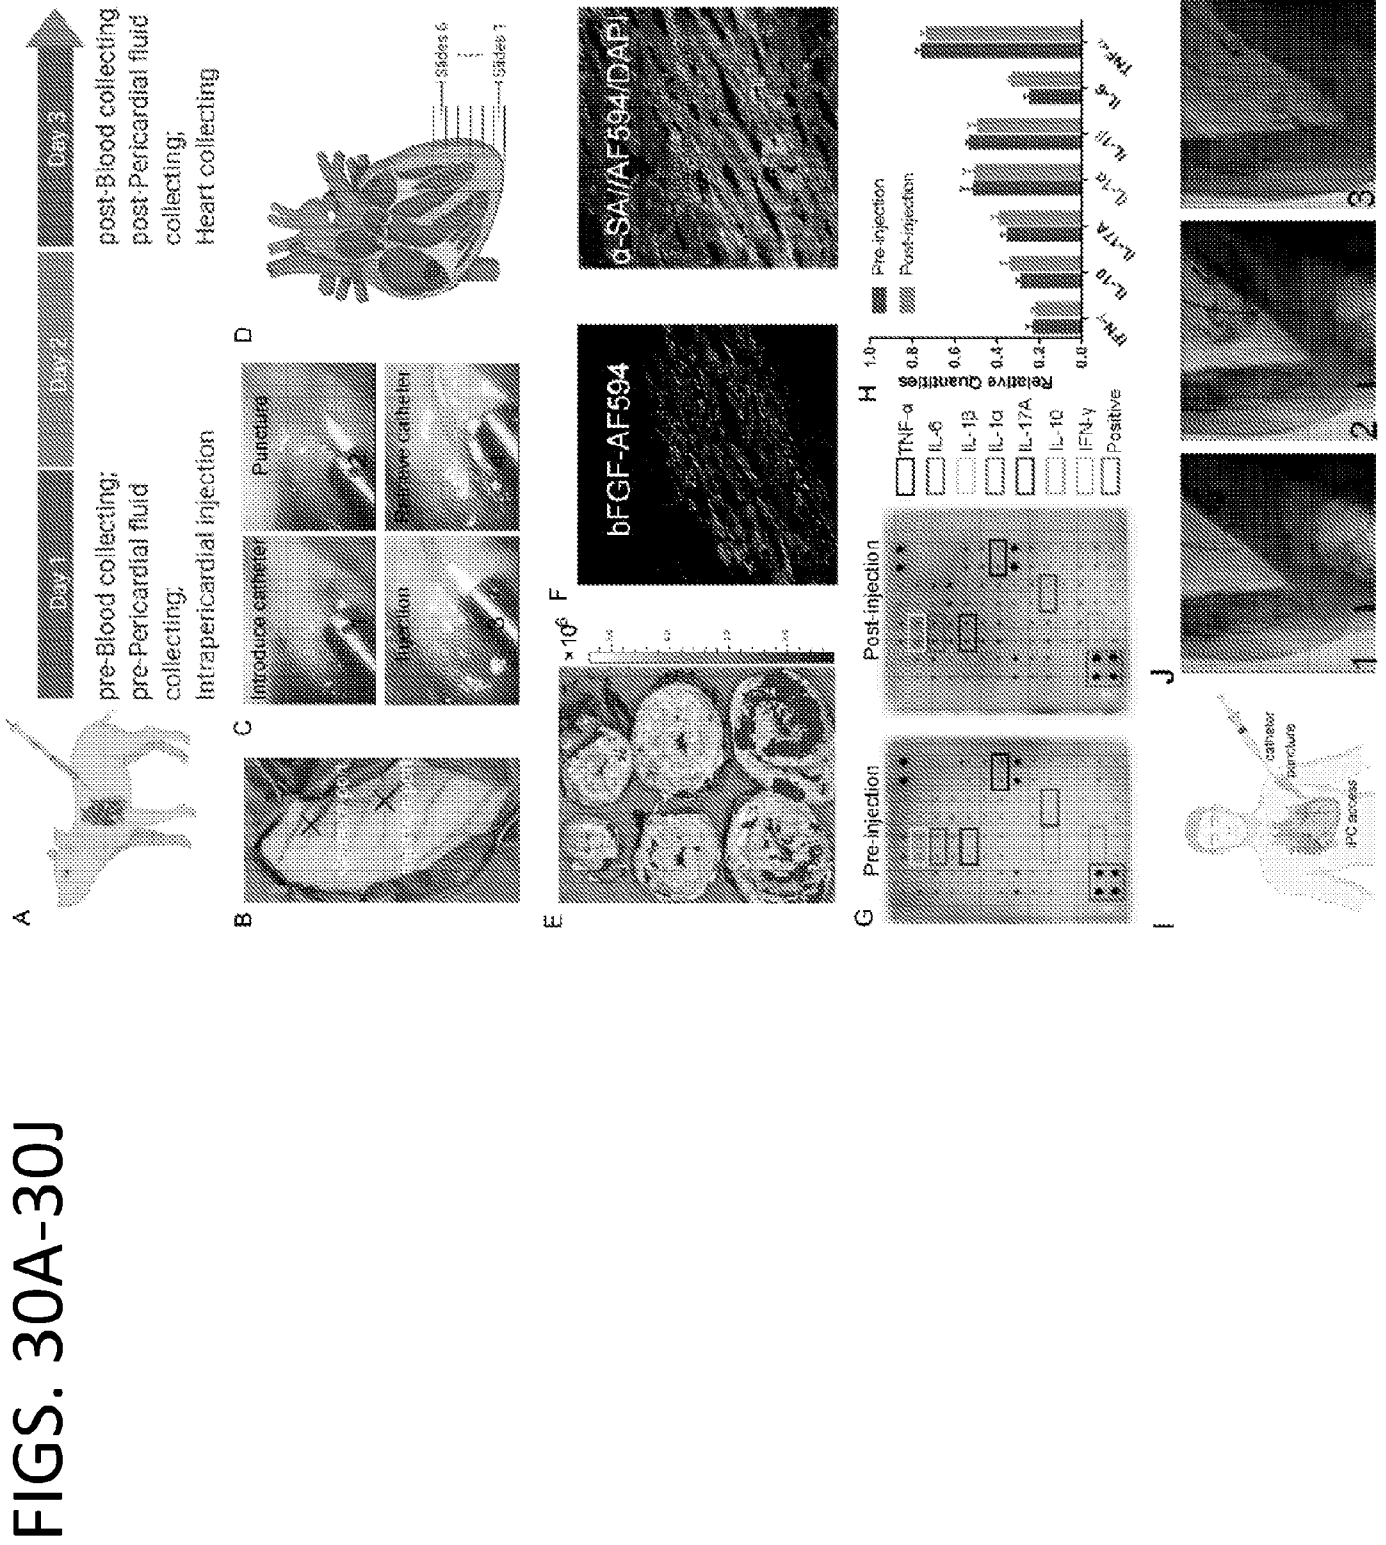 FIGS. 30A-30J
A
Day 1
Day 2
Day 3
pre-Blood collecting;
pre-Pericardial fluid
collecting;
Intrapericardial injection
post-Blood collecting
post-Pericardial fluid
collecting;
Heart collecting
B
C
Introduce catheter
Puncture
Injection
Remove catheter
D
Slides 6
Slides 1
E
×10⁶
F
bFGF-AF594
α-SA//AF594/DAPI
G
Pre-injection
Post-injection
TNF-α
IL-6
IL-1β
IL-1α
IL-17A
IL-10
IFN-γ
Positive
H
Relative Quantities
1.0
0.8
0.6
0.4
0.2
0.0
Pre-injection
Post-injection
IFN-γ
IL-10
IL-17A
IL-1α
IL-1β
IL-6
TNF-α
I
catheter
puncture
IPC access
J
1
2
3